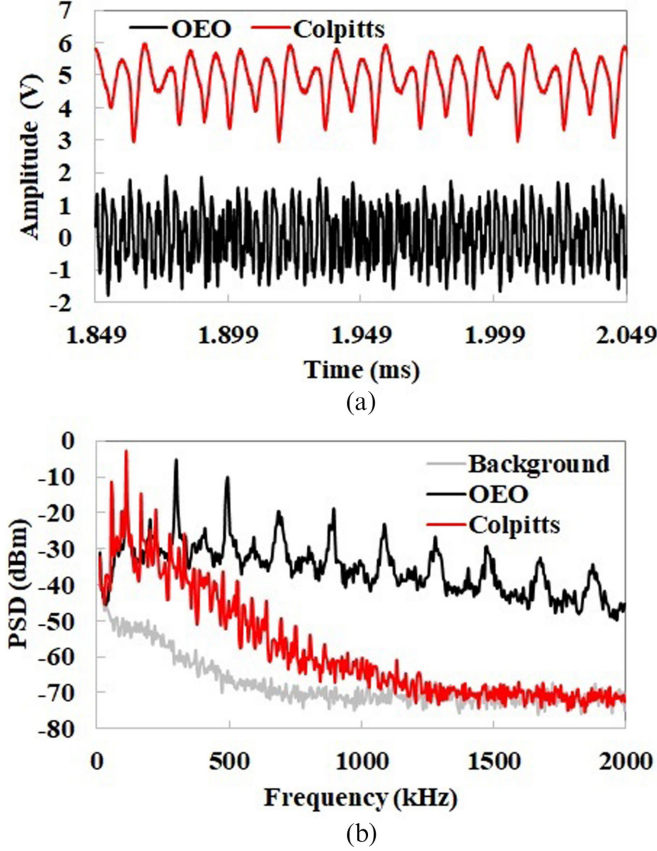 OEO Colpitts
7
6
5
4
3
2
1
0
-1
-2
Amplitude (V)
1.849 1.899 1.949 1.999 2.049
Time (ms)
(a)
0
-10
-20
-30
-40
-50
-60
-70
-80
PSD (dBm)
Background
OEO
Colpitts
0 500 1000 1500 2000
Frequency (kHz)
(b)